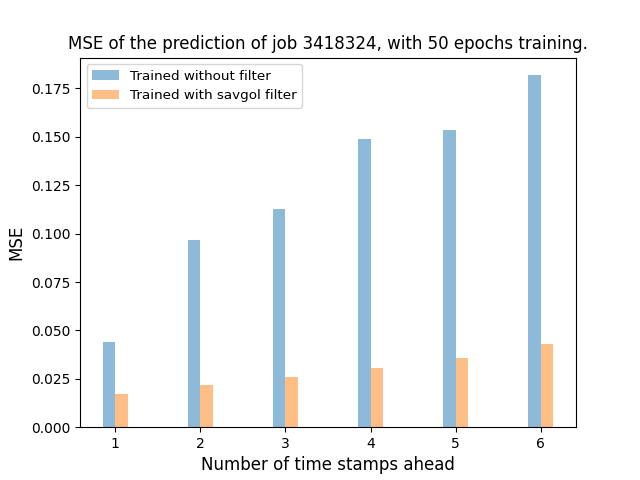 MSE of the prediction of job 3418324, with 50 epochs training.
Trained without filter
Trained with savgol filter
0.175
0.150
0.125
0.100
0.075
0.050
0.025
0.000
MSE
1 2 3 4 5 6
Number of time stamps ahead